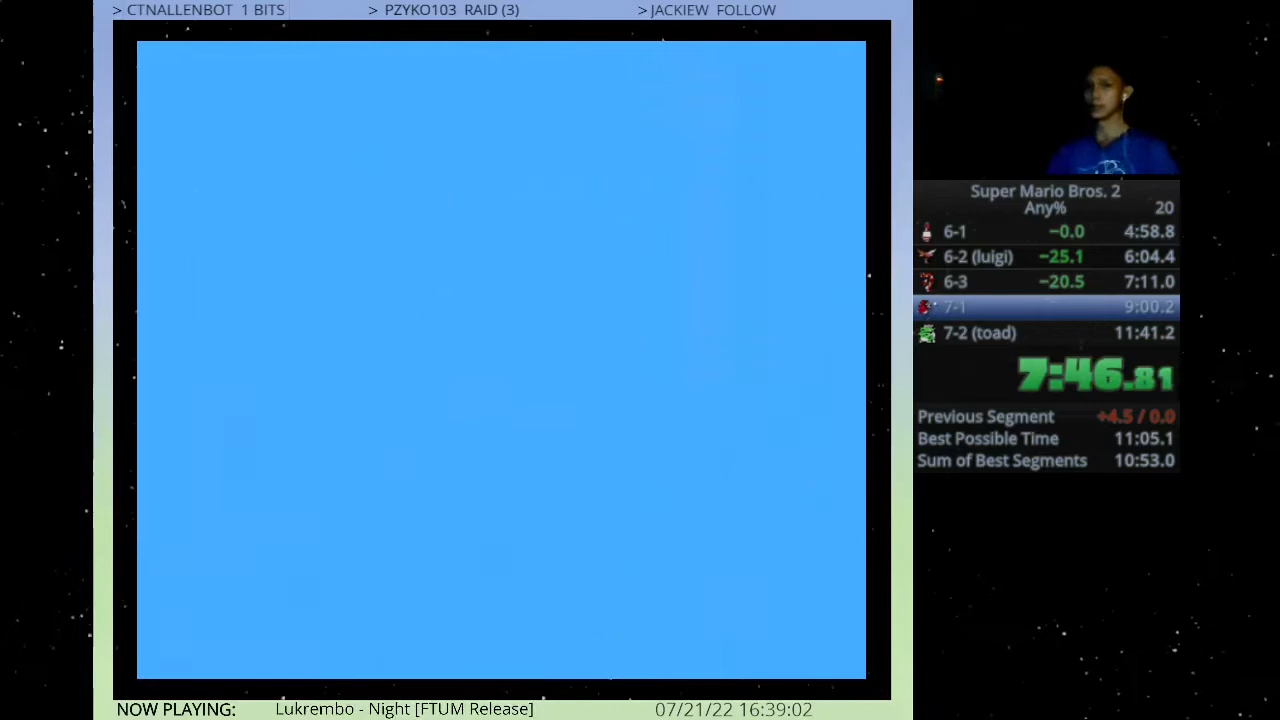 > CTNALLENBOT 1 BITS > PZYKO103 RAID (3) > JACKIEW FOLLOW
Super Mario Bros. 2
Any% 20
6-1 −0.0 4:58.8
6-2 (luigi) −25.1 6:04.4
6-3 −20.5 7:11.0
7-1 9:00.2
7-2 (toad) 11:41.2
7:46.81
Previous Segment +4.5 / 0.0
Best Possible Time 11:05.1
Sum of Best Segments 10:53.0
NOW PLAYING: Lukrembo - Night [FTUM Release] 07/21/22 16:39:02